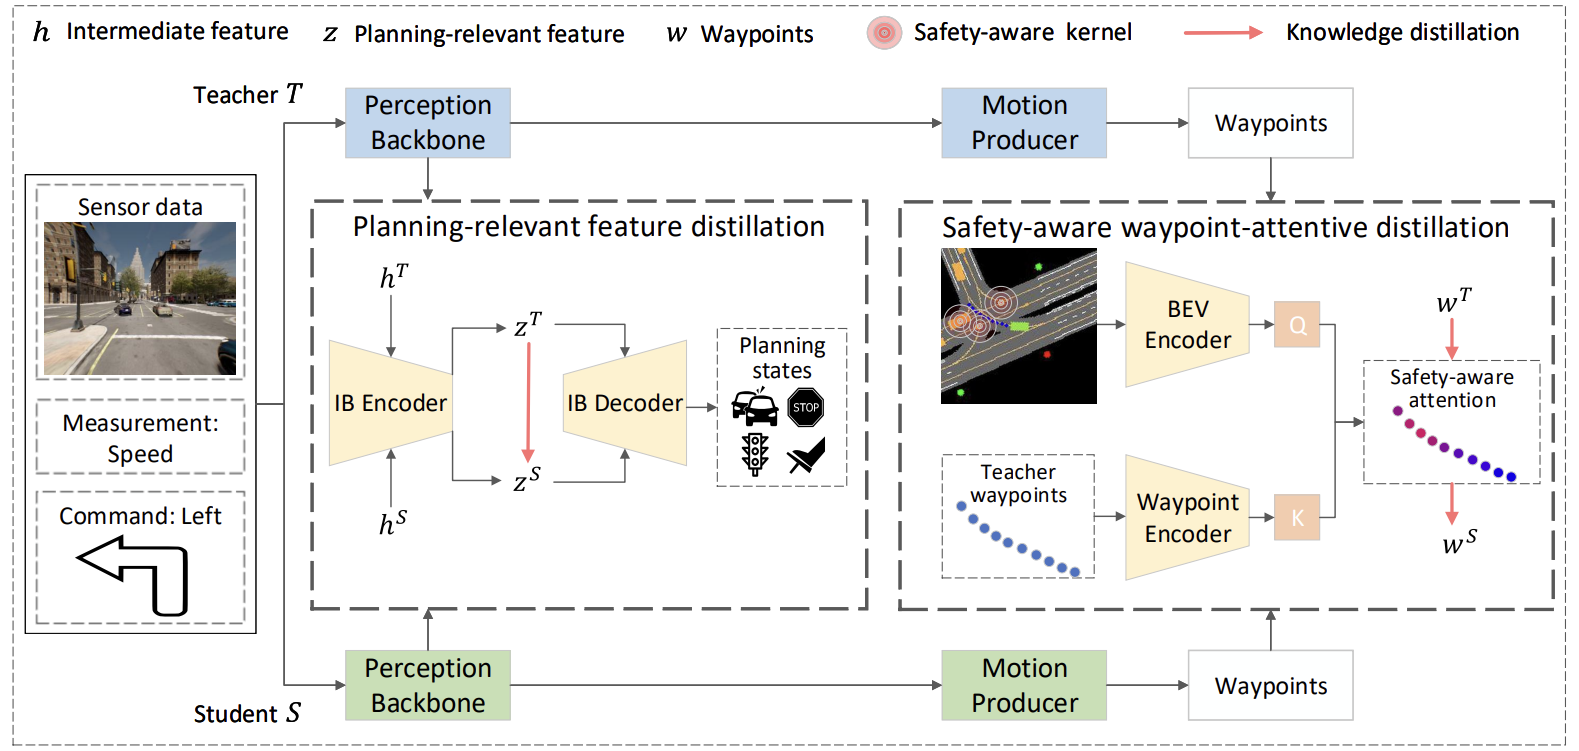 h Intermediate feature z Planning-relevant feature w Waypoints Safety-aware kernel Knowledge distillation
Teacher T
Perception
Backbone
Motion
Producer
Waypoints
Sensor data
Measurement:
Speed
Command: Left
Planning-relevant feature distillation
h^T
z^T
IB Encoder
IB Decoder
z^S
h^S
Planning
states
STOP
Safety-aware waypoint-attentive distillation
BEV
Encoder
Q
Teacher
waypoints
Waypoint
Encoder
K
w^T
Safety-aware
attention
w^S
Student S
Perception
Backbone
Motion
Producer
Waypoints